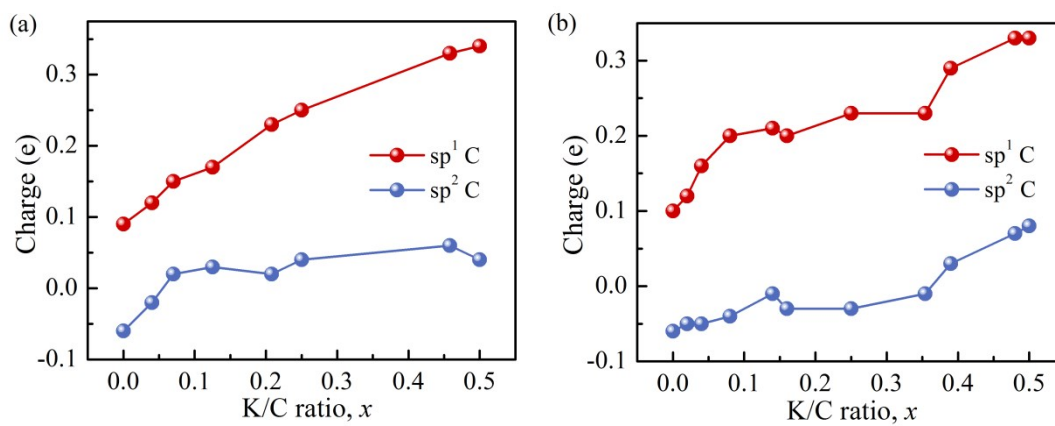 (a)
Charge (e)
0.3
0.2
0.1
0.0
-0.1
sp¹ C
sp² C
0.0 0.1 0.2 0.3 0.4 0.5
K/C ratio, x
(b)
Charge (e)
0.3
0.2
0.1
0.0
-0.1
sp¹ C
sp² C
0.0 0.1 0.2 0.3 0.4 0.5
K/C ratio, x